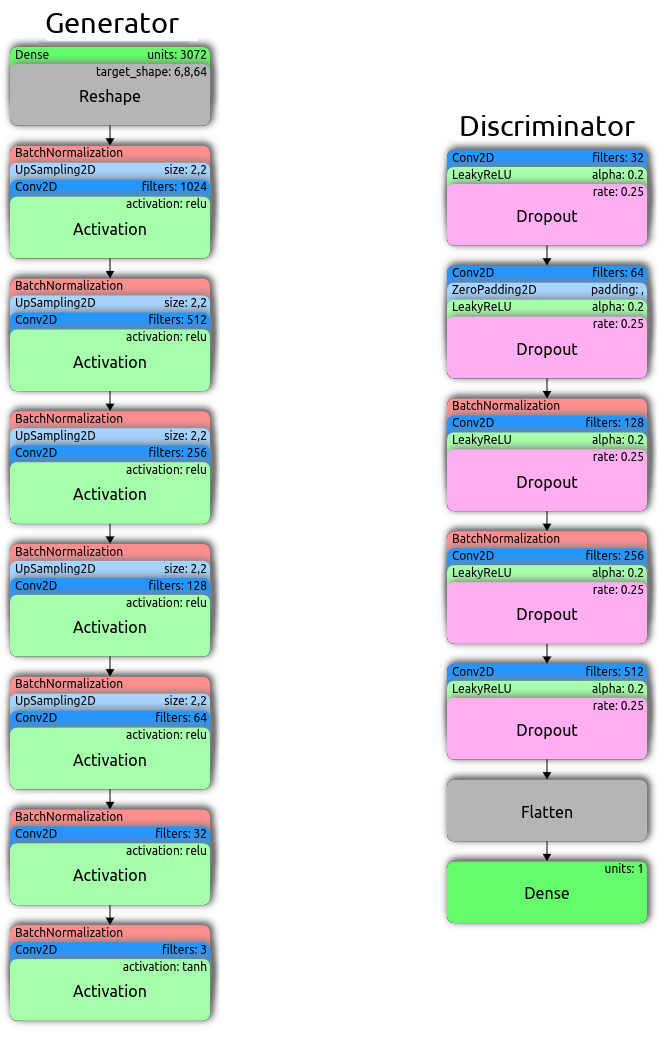 Generator
Dense units: 3072
target_shape: 6,8,64
Reshape
BatchNormalization
UpSampling2D size: 2,2
Conv2D filters: 1024
activation: relu
Activation
BatchNormalization
UpSampling2D size: 2,2
Conv2D filters: 512
activation: relu
Activation
BatchNormalization
UpSampling2D size: 2,2
Conv2D filters: 256
activation: relu
Activation
BatchNormalization
UpSampling2D size: 2,2
Conv2D filters: 128
activation: relu
Activation
BatchNormalization
UpSampling2D size: 2,2
Conv2D filters: 64
activation: relu
Activation
BatchNormalization
Conv2D filters: 32
activation: relu
Activation
BatchNormalization
Conv2D filters: 3
activation: tanh
Activation
Discriminator
Conv2D filters: 32
LeakyReLU alpha: 0.2
rate: 0.25
Dropout
Conv2D filters: 64
ZeroPadding2D padding: ,
LeakyReLU alpha: 0.2
rate: 0.25
Dropout
BatchNormalization
Conv2D filters: 128
LeakyReLU alpha: 0.2
rate: 0.25
Dropout
BatchNormalization
Conv2D filters: 256
LeakyReLU alpha: 0.2
rate: 0.25
Dropout
Conv2D filters: 512
LeakyReLU alpha: 0.2
rate: 0.25
Dropout
Flatten
units: 1
Dense